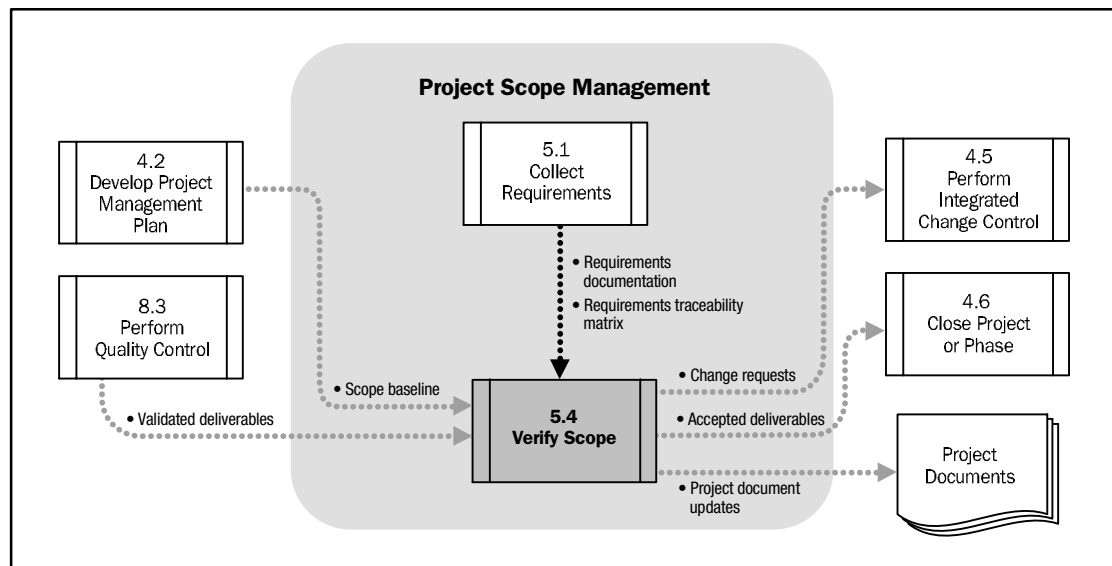 Project Scope Management
4.2
Develop Project
Management
Plan
5.1
Collect
Requirements
4.5
Perform
Integrated
Change Control
• Requirements
documentation
• Requirements traceability
matrix
8.3
Perform
Quality Control
4.6
Close Project
or Phase
• Scope baseline
• Change requests
• Validated deliverables
5.4
Verify Scope
• Accepted deliverables
Project
Documents
• Project document
updates